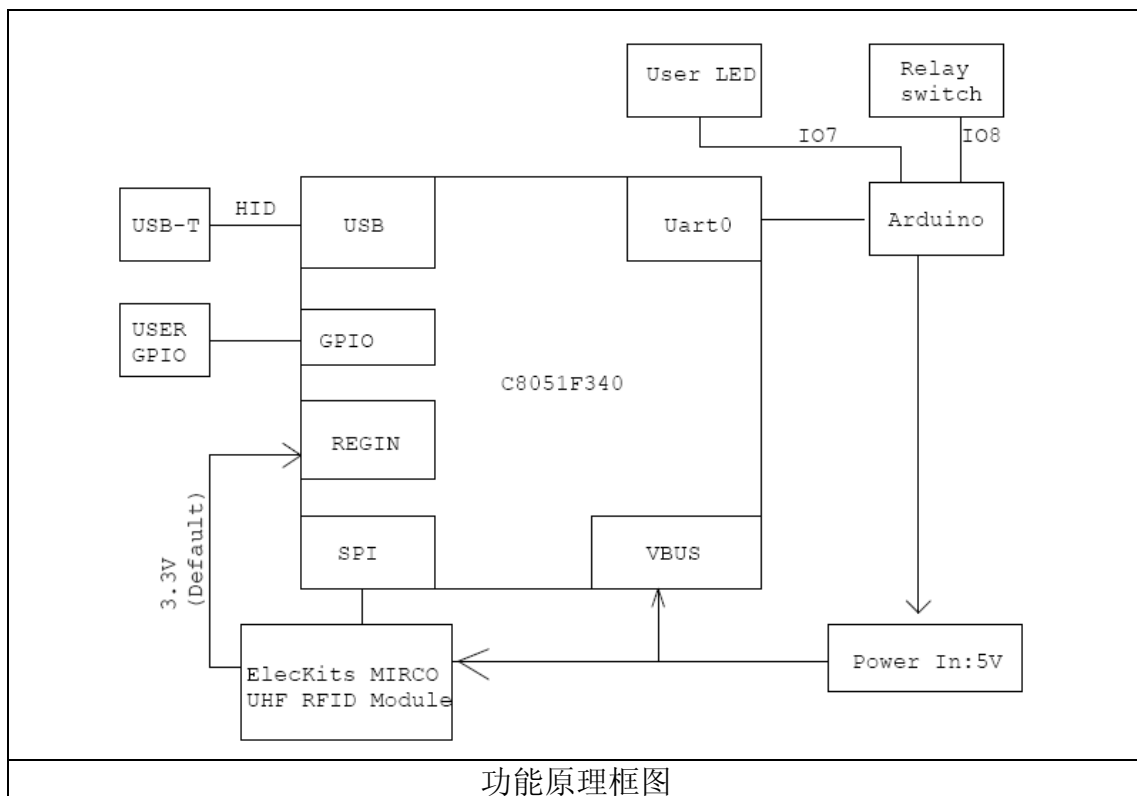 User LED
Relay
switch
IO7
IO8
USB-T
HID
USB
Uart0
Arduino
USER
GPIO
GPIO
C8051F340
REGIN
3.3V
(Default)
SPI
VBUS
ElecKits MIRCO
UHF RFID Module
Power In:5V
功能原理框图